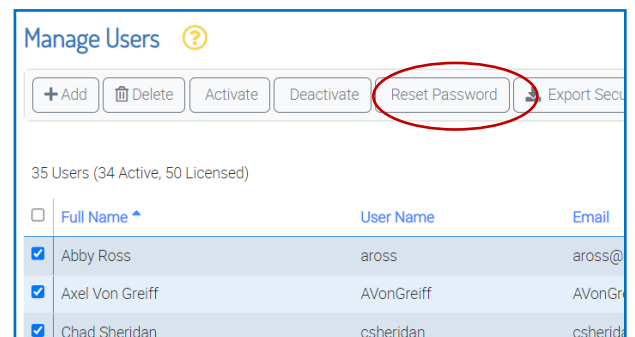 Manage Users ?
+ Add Delete Activate Deactivate Reset Password Export Secu
35 Users (34 Active, 50 Licensed)
Full Name User Name Email
Abby Ross aross aross@
Axel Von Greiff AVonGreiff AVonGre
Chad Sheridan csheridan csherida